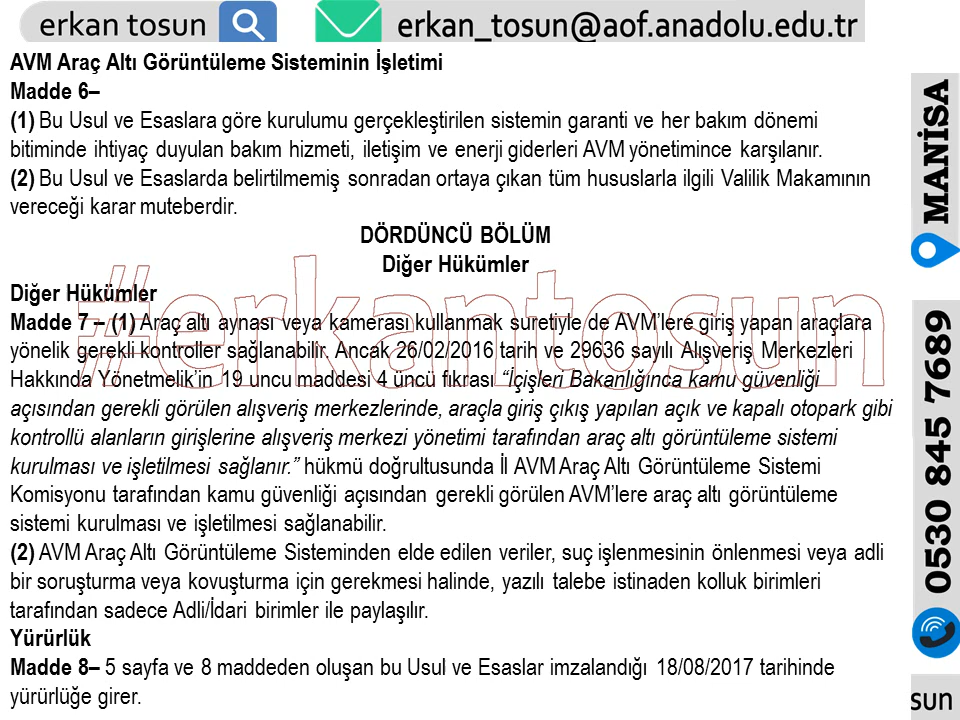 erkan tosun
erkan_tosun@aof.anadolu.edu.tr
AVM Araç Altı Görüntüleme Sisteminin İşletimi
Madde 6–
(1) Bu Usul ve Esaslara göre kurulumu gerçekleştirilen sistemin garanti ve her bakım dönemi
bitiminde ihtiyaç duyulan bakım hizmeti, iletişim ve enerji giderleri AVM yönetimince karşılanır.
(2) Bu Usul ve Esaslarda belirtilmemiş sonradan ortaya çıkan tüm hususlarla ilgili Valilik Makamının
vereceği karar muteberdir.
DÖRDÜNCÜ BÖLÜM
Diğer Hükümler
Diğer Hükümler
Madde 7 – (1) Araç altı aynası veya kamerası kullanmak suretiyle de AVM’lere giriş yapan araçlara
yönelik gerekli kontroller sağlanabilir. Ancak 26/02/2016 tarih ve 29636 sayılı Alışveriş Merkezleri
Hakkında Yönetmelik’in 19 uncu maddesi 4 üncü fıkrası “İçişleri Bakanlığınca kamu güvenliği
açısından gerekli görülen alışveriş merkezlerinde, araçla giriş çıkış yapılan açık ve kapalı otopark gibi
kontrollü alanların girişlerine alışveriş merkezi yönetimi tarafından araç altı görüntüleme sistemi
kurulması ve işletilmesi sağlanır.” hükmü doğrultusunda İl AVM Araç Altı Görüntüleme Sistemi
Komisyonu tarafından kamu güvenliği açısından gerekli görülen AVM’lere araç altı görüntüleme
sistemi kurulması ve işletilmesi sağlanabilir.
(2) AVM Araç Altı Görüntüleme Sisteminden elde edilen veriler, suç işlenmesinin önlenmesi veya adli
bir soruşturma veya kovuşturma için gerekmesi halinde, yazılı talebe istinaden kolluk birimleri
tarafından sadece Adli/İdari birimler ile paylaşılır.
Yürürlük
Madde 8– 5 sayfa ve 8 maddeden oluşan bu Usul ve Esaslar imzalandığı 18/08/2017 tarihinde
yürürlüğe girer.
#erkantosun
MANİSA
0530 845 7689
sun